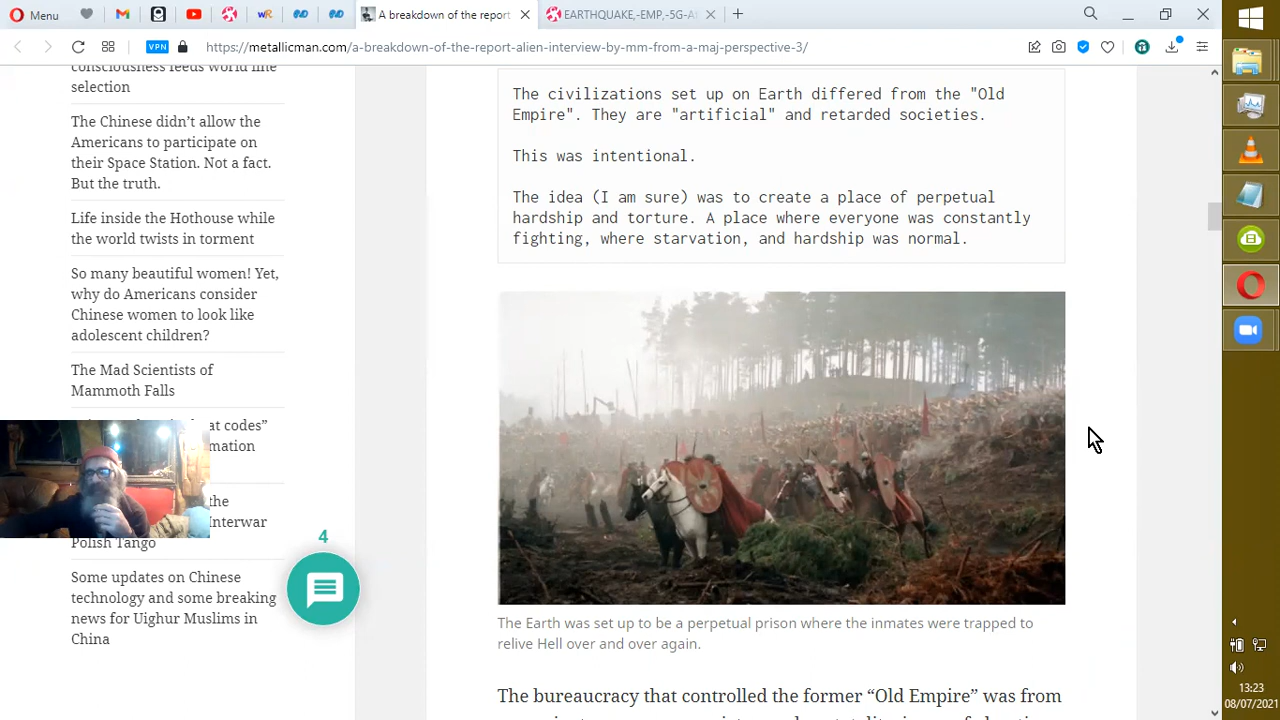 Menu
A breakdown of the report
EARTHQUAKE,-EMP,-5G-A
VPN
https://metallicman.com/a-breakdown-of-the-report-alien-interview-by-mm-from-a-maj-perspective-3/
consciousness feeds world line
selection
The Chinese didn’t allow the
Americans to participate on
their Space Station. Not a fact.
But the truth.
Life inside the Hothouse while
the world twists in torment
So many beautiful women! Yet,
why do Americans consider
Chinese women to look like
adolescent children?
The Mad Scientists of
Mammoth Falls
at codes”
mation
the
Interwar
Polish Tango
Some updates on Chinese
technology and some breaking
news for Uighur Muslims in
China
4
The civilizations set up on Earth differed from the "Old
Empire". They are "artificial" and retarded societies.
This was intentional.
The idea (I am sure) was to create a place of perpetual
hardship and torture. A place where everyone was constantly
fighting, where starvation, and hardship was normal.
The Earth was set up to be a perpetual prison where the inmates were trapped to
relive Hell over and over again.
The bureaucracy that controlled the former “Old Empire” was from
13:23
08/07/2021